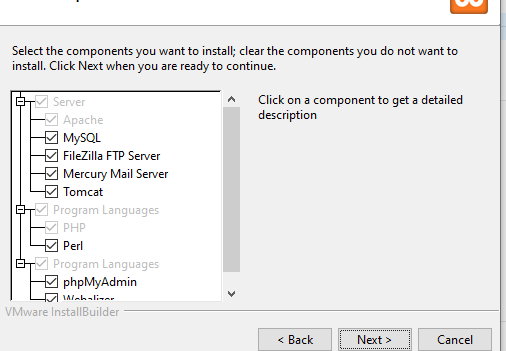 Select the components you want to install; clear the components you do not want to
install. Click Next when you are ready to continue.
Server
Apache
MySQL
FileZilla FTP Server
Mercury Mail Server
Tomcat
Program Languages
PHP
Perl
Program Languages
phpMyAdmin
Webalizer
Click on a component to get a detailed
description
VMware InstallBuilder
< Back
Next >
Cancel